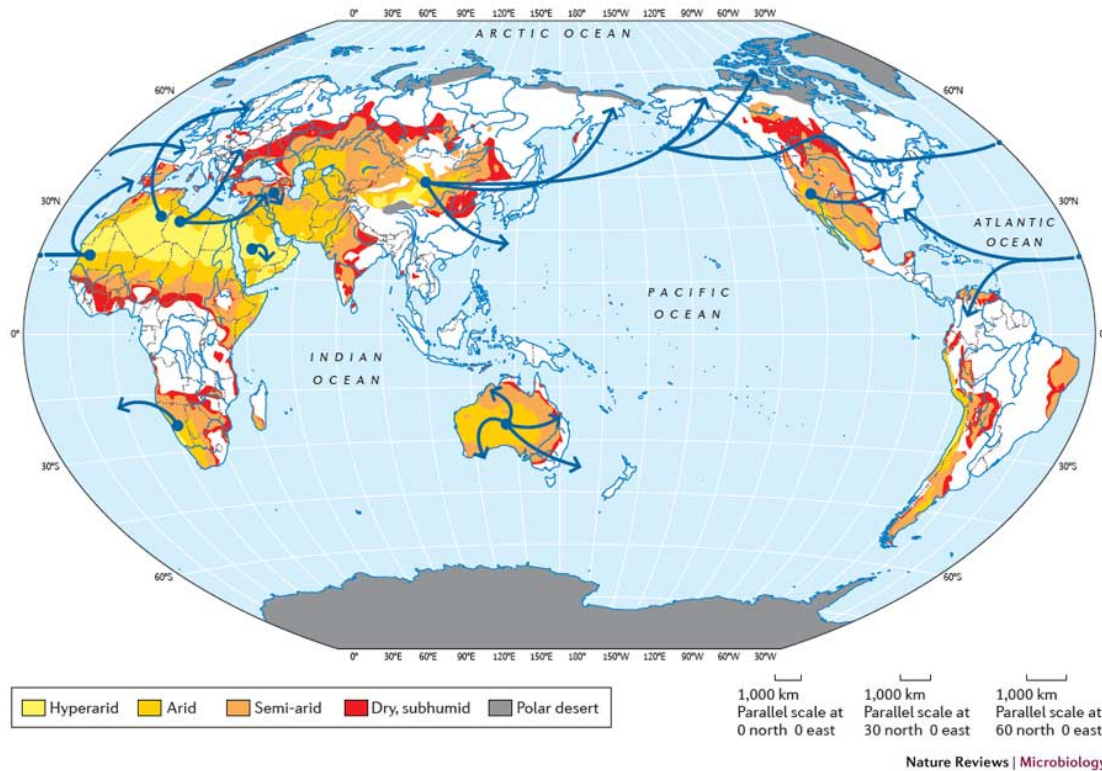 0° 30°E 60°E 90°E 120°E 150°E 180° 150°W 120°W 90°W 60°W 30°W 30°W
ARCTIC OCEAN
60°N
60°N
30°N
30°N
ATLANTIC
OCEAN
PACIFIC
OCEAN
0°
INDIAN
OCEAN
30°S
30°S
60°S
60°S
0° 30°E 60°E 90°E 120°E 150°E 180° 150°W 120°W 90°W 60°W 30°W 30°W
Hyperarid Arid Semi-arid Dry, subhumid Polar desert
1,000 km 1,000 km 1,000 km
Parallel scale at Parallel scale at Parallel scale at
0 north 0 east 30 north 0 east 60 north 0 east
Nature Reviews | Microbiology